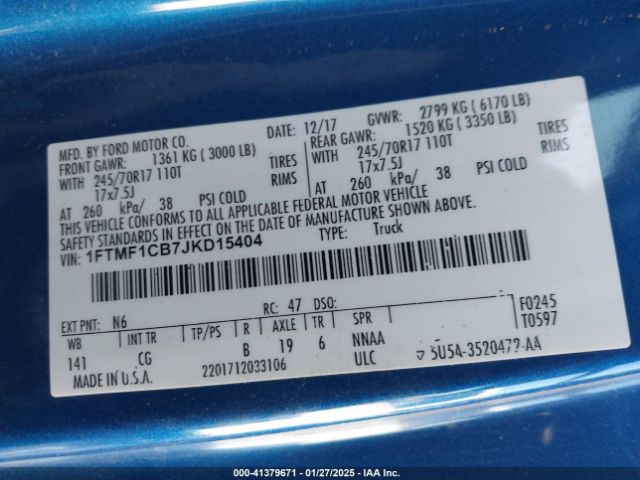 MFD. BY FORD MOTOR CO.
DATE: 12/17 GVWR: 2799 KG ( 6170 LB)
FRONT GAWR: 1361 KG ( 3000 LB) REAR GAWR: 1520 KG ( 3350 LB)
WITH 245/70R17 110T TIRES WITH 245/70R17 110T TIRES
17x7.5J RIMS 17x7.5J RIMS
AT 260 kPa/ 38 PSI COLD AT 260 kPa/ 38 PSI COLD
THIS VEHICLE CONFORMS TO ALL APPLICABLE FEDERAL MOTOR VEHICLE
SAFETY STANDARDS IN EFFECT ON THE DATE OF MANUFACTURE SHOWN ABOVE.
VIN: 1FTMF1CB7JKD15404 TYPE: Truck
EXT PNT: N6 RC: 47 DSO: F0245
WB INT TR TP/PS R AXLE TR SPR T0597
141 CG B 19 6 NNAA
MADE IN U.S.A. 2201712033106 ULC 5U5A-3520472-AA
© COPART 00-41379671 | 01/27/2025 - IAA Inc.